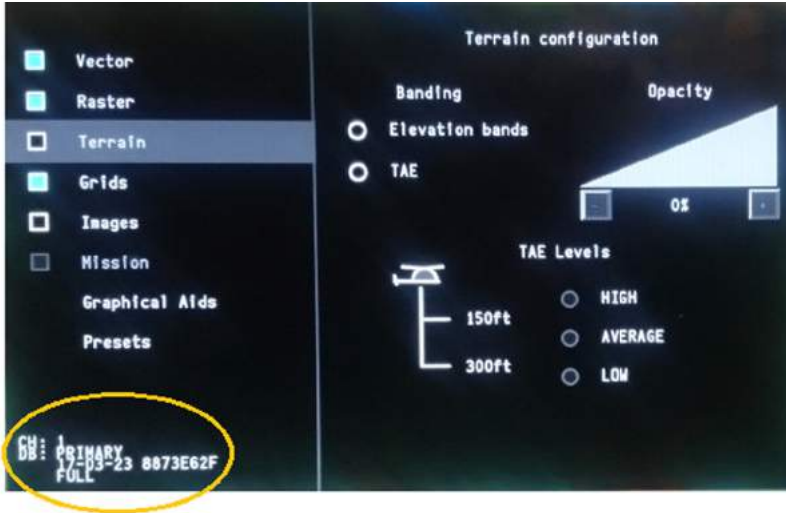 Vector
Raster
Terrain
Grids
Images
Mission
Graphical Aids
Presets
CH: 1
DB: PRIMARY
17-03-23 8873E62F
FULL
Terrain configuration
Banding
Elevation bands
TAE
Opacity
- 0% +
TAE Levels
150ft
300ft
HIGH
AVERAGE
LOW